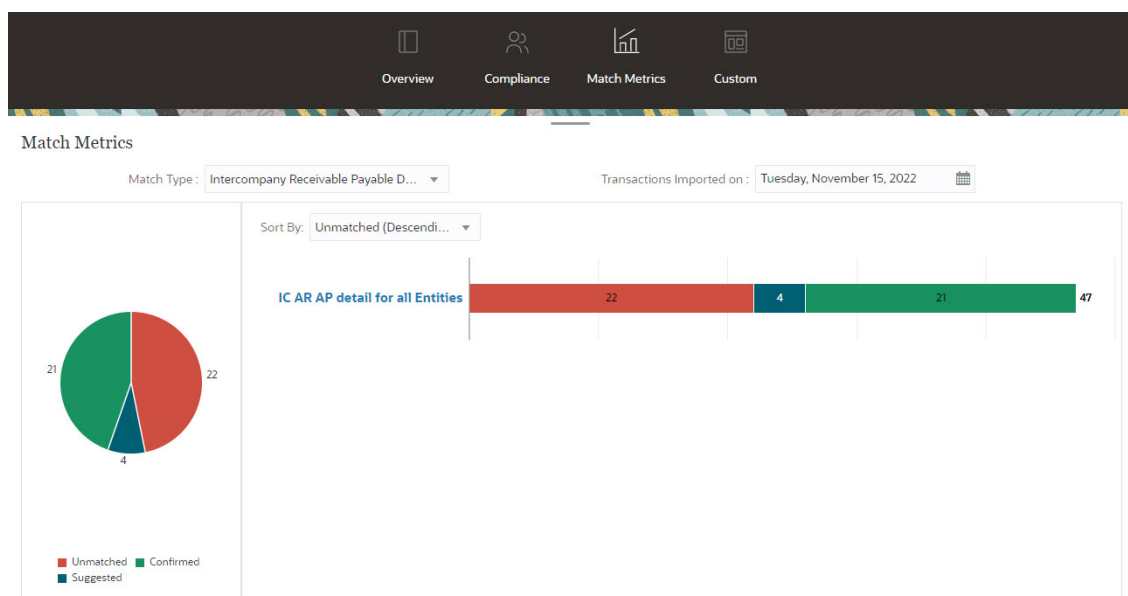 Overview Compliance Match Metrics Custom
Match Metrics
Match Type : Intercompany Receivable Payable D... Transactions Imported on : Tuesday, November 15, 2022
Sort By: Unmatched (Descendi...
IC AR AP detail for all Entities 22 4 21 47
21 22
4
Unmatched Confirmed
Suggested